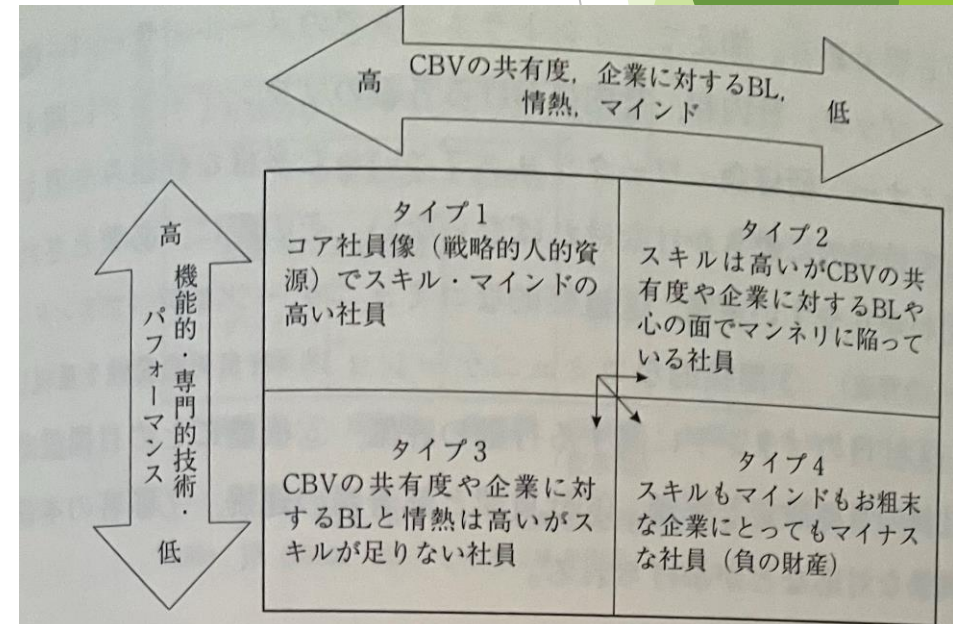 高
CBVの共有度，企業に対するBL，
情熱，マインド
低
高
機能的・専門的技術・
パフォーマンス
低
タイプ1
コア社員像（戦略的人的資
源）でスキル・マインドの
高い社員
タイプ2
スキルは高いがCBVの共
有度や企業に対するBLや
心の面でマンネリに陥って
いる社員
タイプ3
CBVの共有度や企業に対
するBLと情熱は高いがス
キルが足りない社員
タイプ4
スキルもマインドもお粗末
な企業にとってもマイナス
な社員（負の財産）